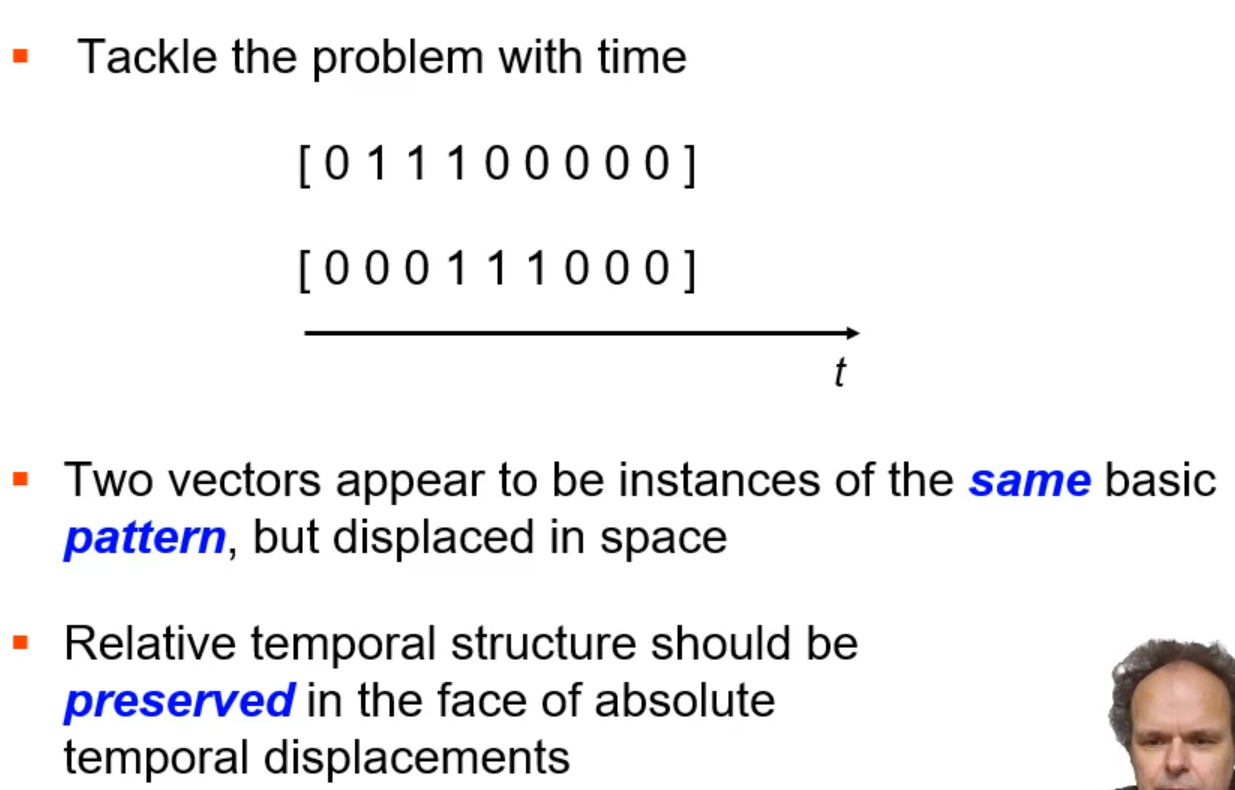 Tackle the problem with time
[ 0 1 1 1 0 0 0 0 0 ]
[ 0 0 0 1 1 1 0 0 0 ]
t
Two vectors appear to be instances of the same basic
pattern, but displaced in space
Relative temporal structure should be
preserved in the face of absolute
temporal displacements